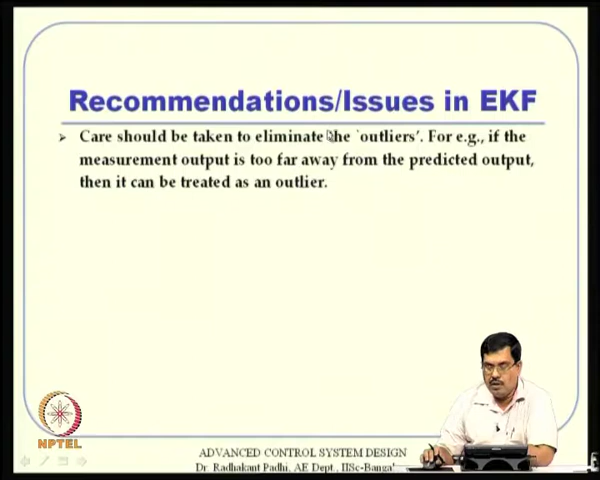 Recommendations/Issues in EKF
➢ Care should be taken to eliminate the `outliers'. For e.g., if the
measurement output is too far away from the predicted output,
then it can be treated as an outlier.
NPTEL
ADVANCED CONTROL SYSTEM DESIGN
Dr. Radhakant Padhi, AE Dept., IISc-Banga